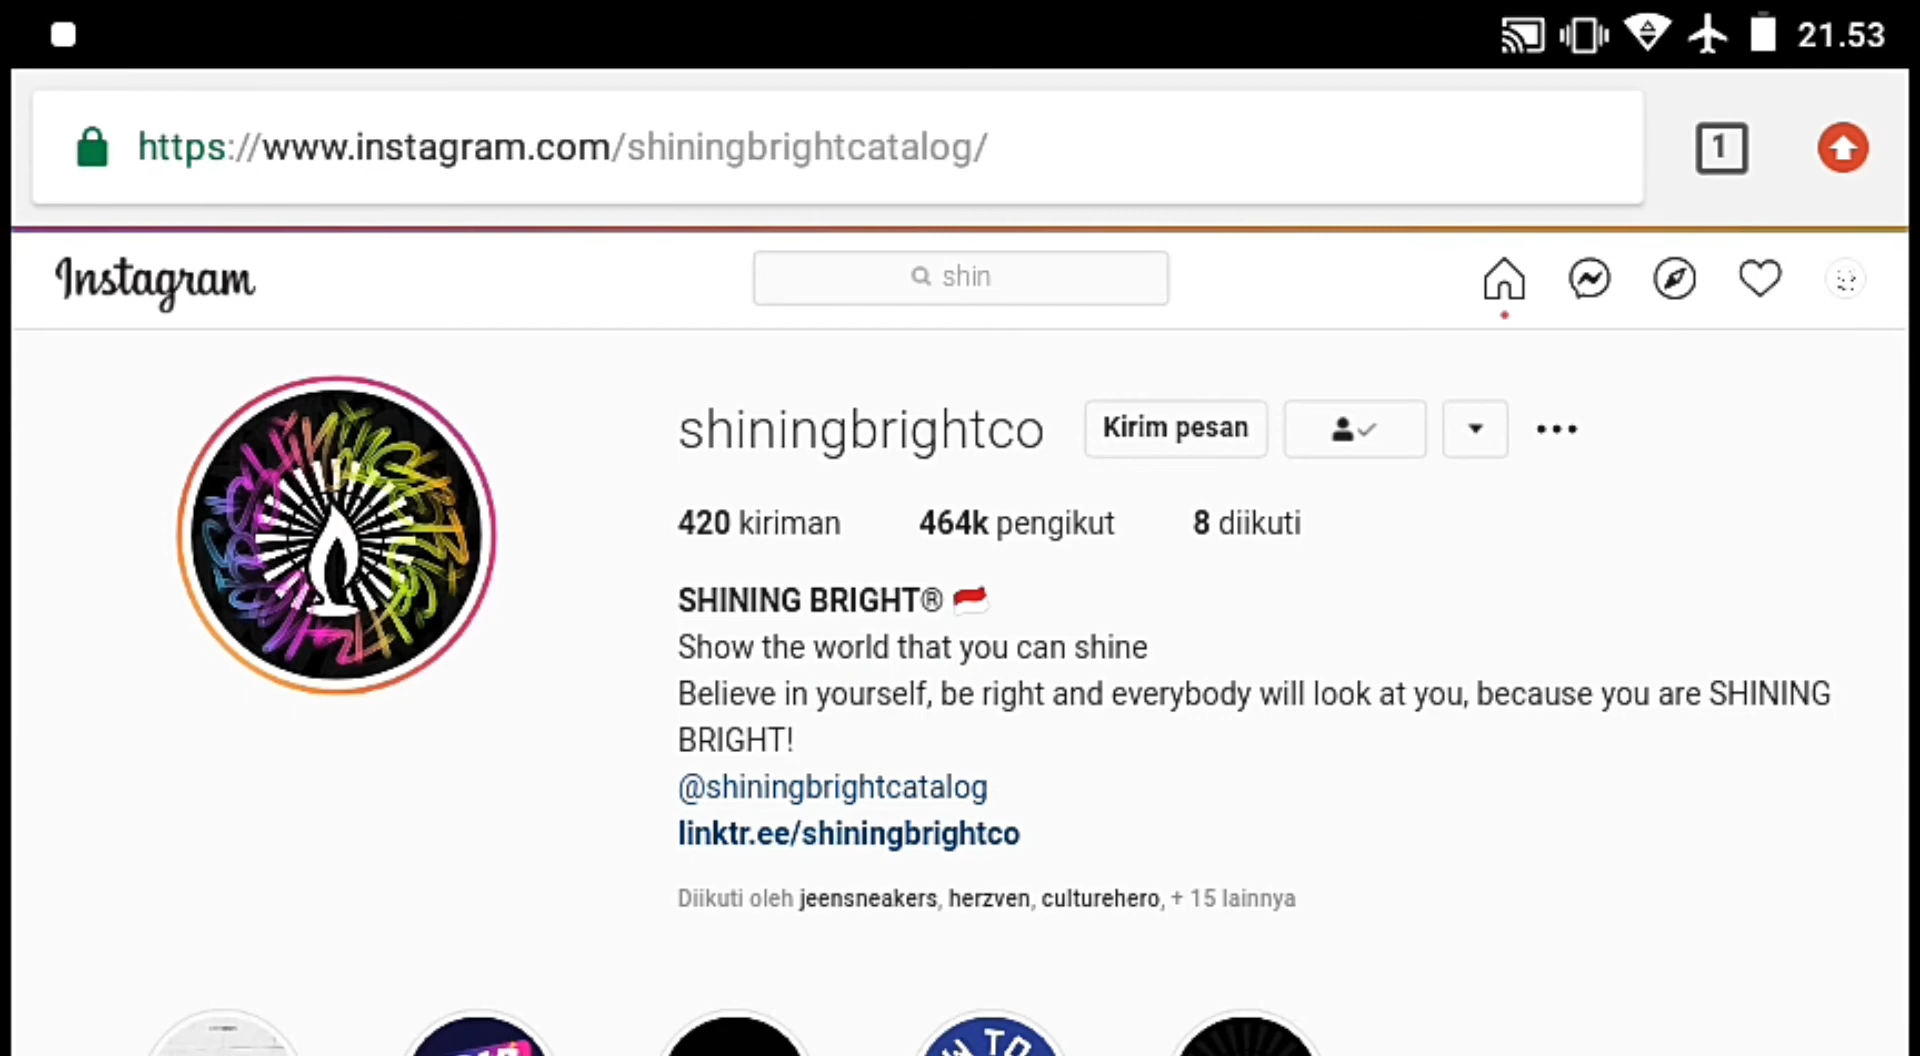 21.53
https://www.instagram.com/shiningbrightcatalog/
1
Instagram
shin
shiningbrightco
Kirim pesan
420 kiriman 464k pengikut 8 diikuti
SHINING BRIGHT®
Show the world that you can shine
Believe in yourself, be right and everybody will look at you, because you are SHINING
BRIGHT!
@shiningbrightcatalog
linktr.ee/shiningbrightco
Diikuti oleh jeensneakers, herzven, culturehero, + 15 lainnya
TO